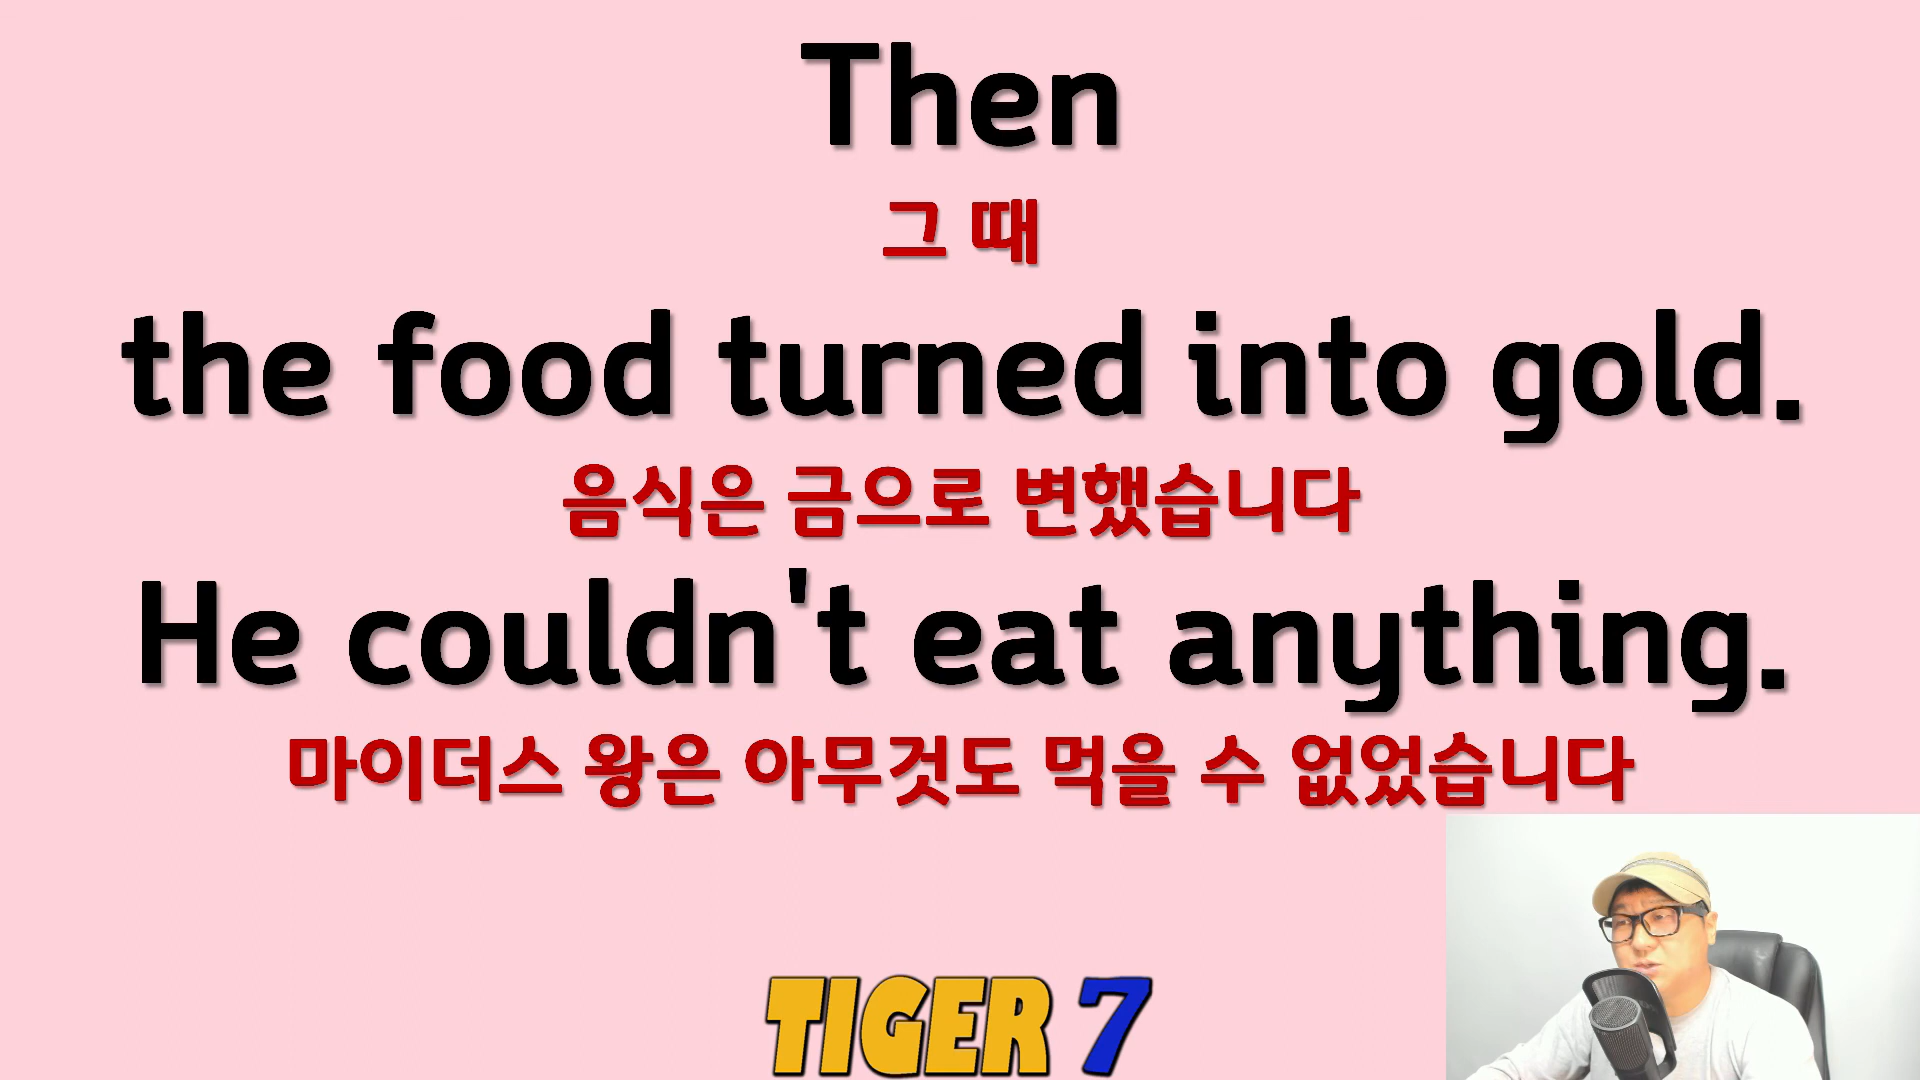 Then
그 때
the food turned into gold.
음식은 금으로 변했습니다
He couldn't eat anything.
마이더스 왕은 아무것도 먹을 수 없었습니다
TIGER 7